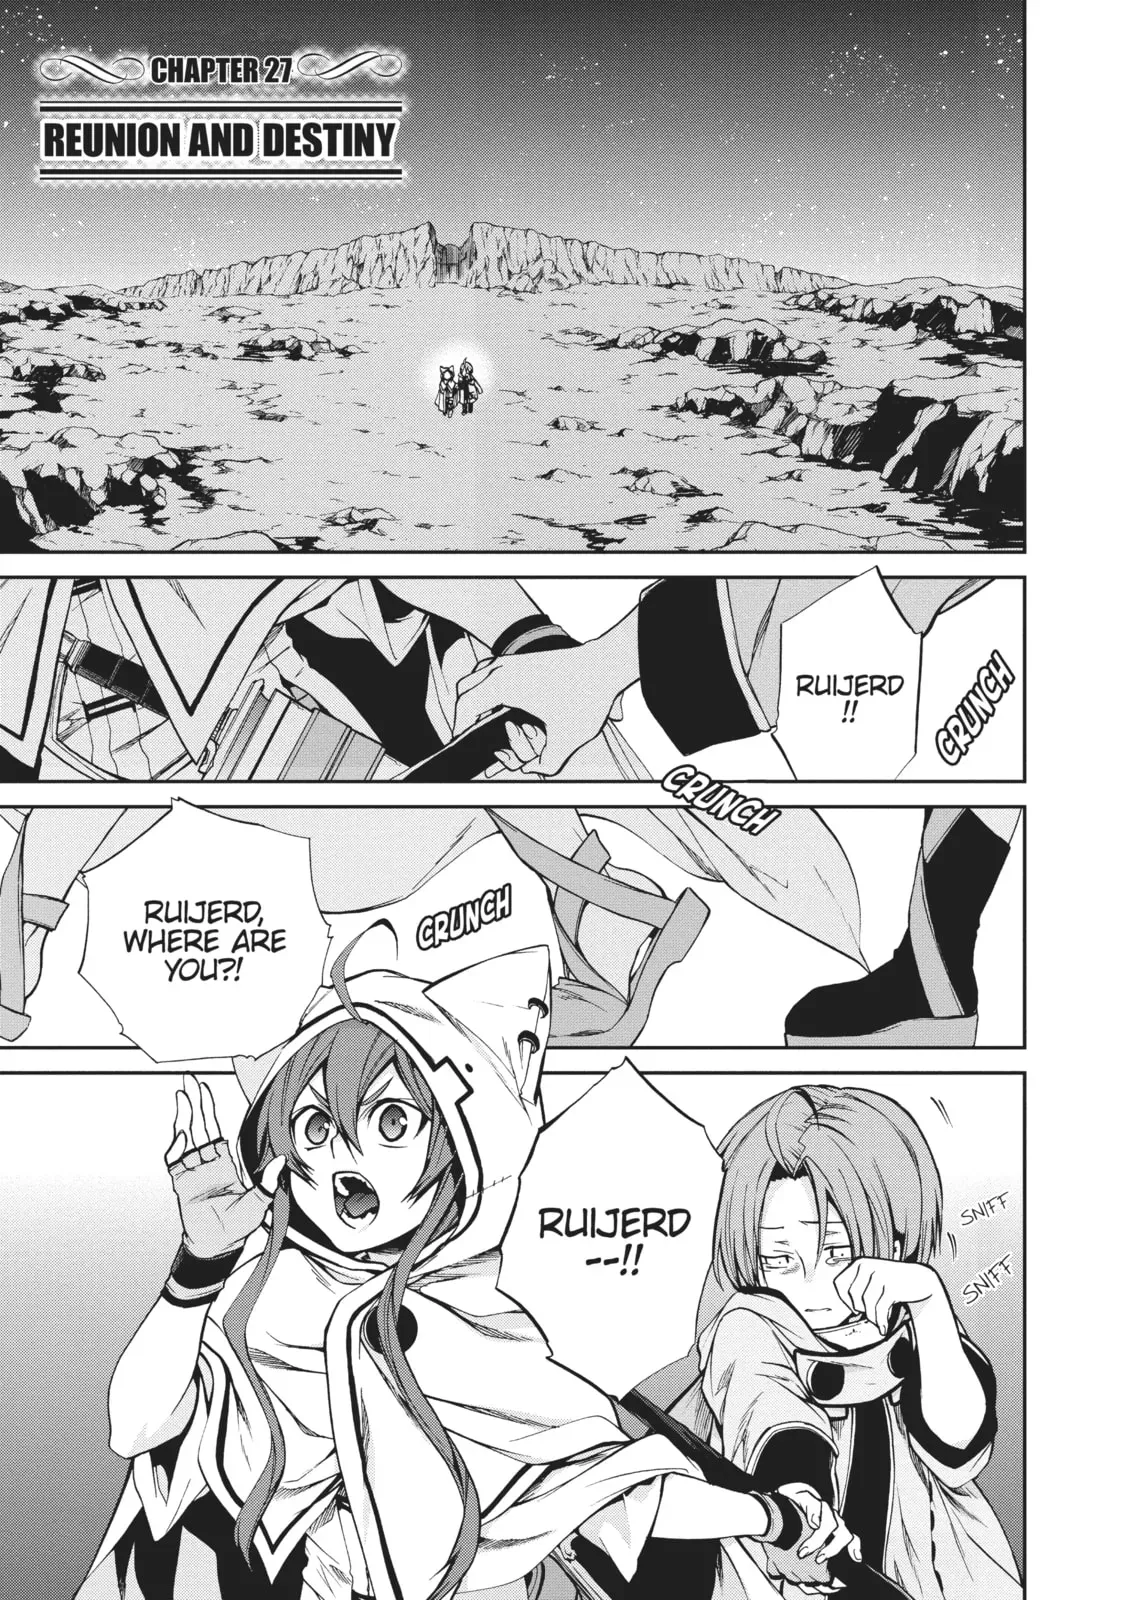 CHAPTER 27
REUNION AND DESTINY
RUIJERD
!!
CRUNCH
CRUNCH
CRUNCH
RUIJERD,
WHERE ARE
YOU?!
RUIJERD
--!!
SNIFF
SNIFF